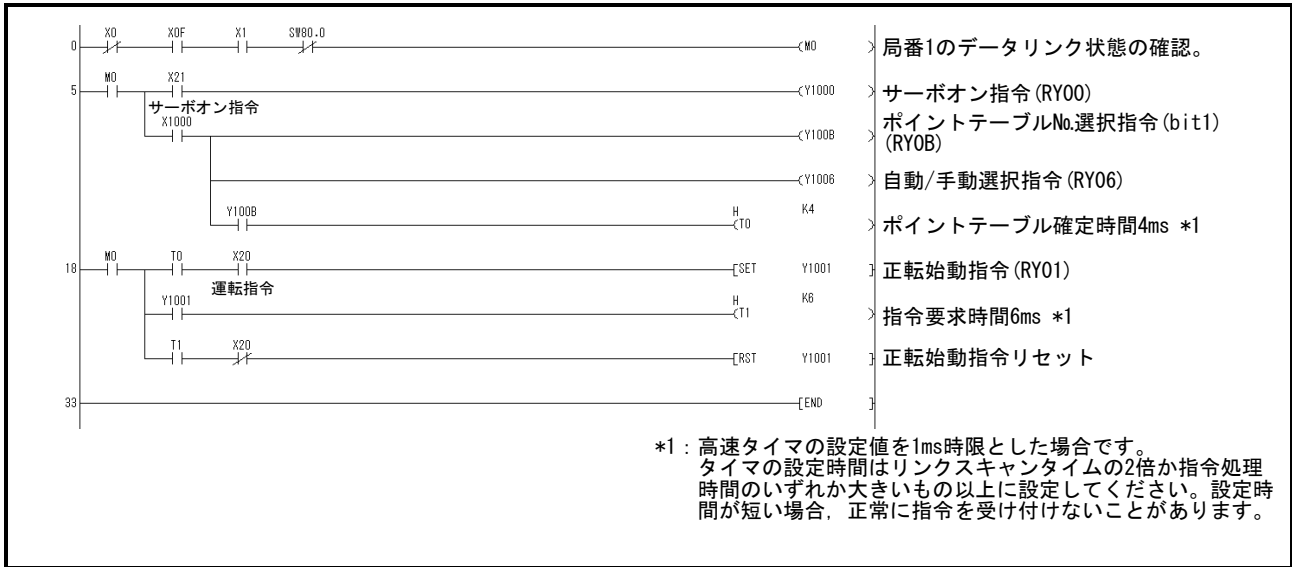 X0 X0F X1 SW80.0
0 (M0 ) 局番1のデータリンク状態の確認。
M0 X21
5 (Y1000 ) サーボオン指令(RY00)
サーボオン指令
X1000
(Y100B ) ポイントテーブルNo.選択指令(bit1)
(RY0B)
(Y1006 ) 自動/手動選択指令(RY06)
Y100B H K4
(T0 ) ポイントテーブル確定時間4ms *1
M0 T0 X20
18 [SET Y1001 ] 正転始動指令(RY01)
運転指令
Y1001 H K6
(T1 ) 指令要求時間6ms *1
T1 X20
[RST Y1001 ] 正転始動指令リセット
33 [END ]
*1：高速タイマの設定値を1ms時限とした場合です。
タイマの設定時間はリンクスキャンタイムの2倍か指令処理
時間のいずれか大きいもの以上に設定してください。設定時
間が短い場合，正常に指令を受け付けないことがあります。